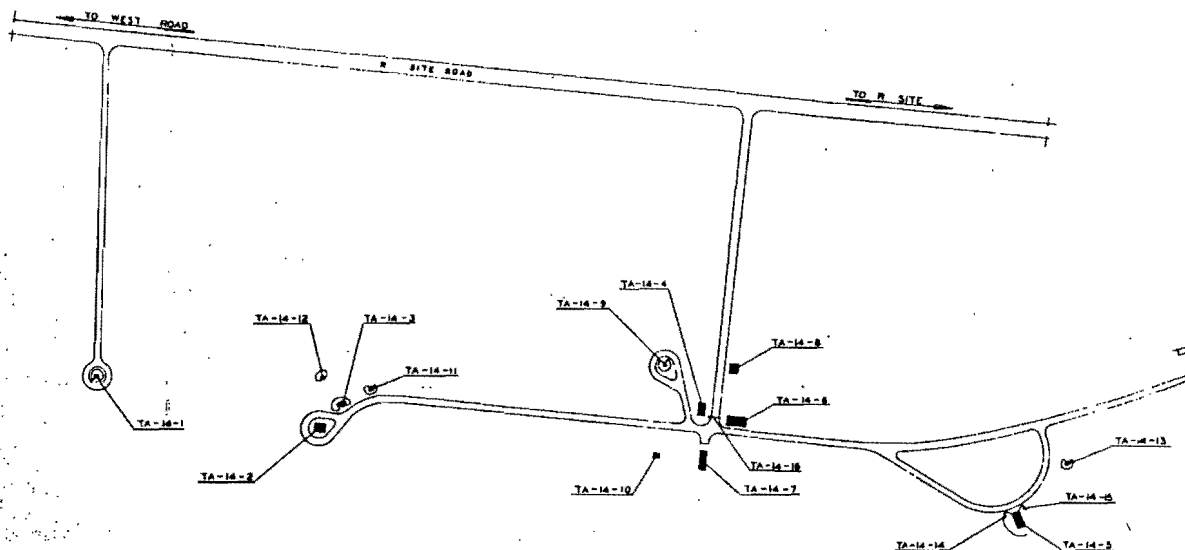 TO WEST ROAD
R SITE ROAD
TO R SITE
TA-14-4
TA-14-9
TA-14-12
TA-14-3
TA-14-8
TA-14-11
TA-14-6
TA-14-1
TA-14-13
TA-14-2
TA-14-16
TA-14-10
TA-14-7
TA-14-15
TA-14-14
TA-14-5